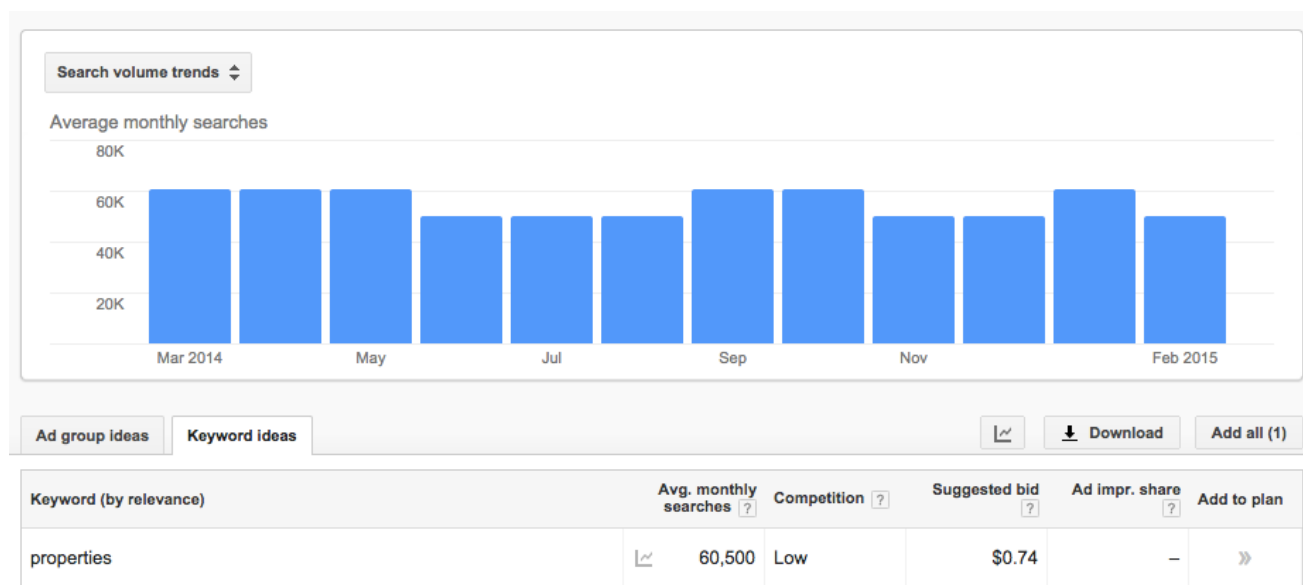 Search volume trends
Average monthly searches
80K
60K
40K
20K
Mar 2014 May Jul Sep Nov Feb 2015
Ad group ideas Keyword ideas Download Add all (1)
Keyword (by relevance) Avg. monthly searches ? Competition ? Suggested bid ? Ad impr. share ? Add to plan
properties 60,500 Low $0.74 – »